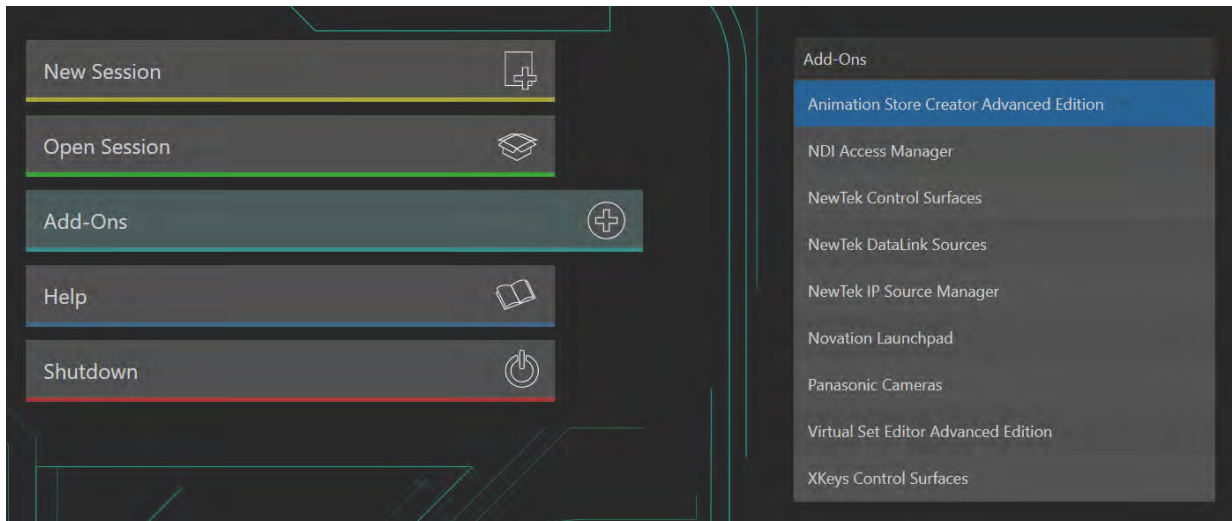 New Session
Open Session
Add-Ons
Help
Shutdown
Add-Ons
Animation Store Creator Advanced Edition
NDI Access Manager
NewTek Control Surfaces
NewTek DataLink Sources
NewTek IP Source Manager
Novation Launchpad
Panasonic Cameras
Virtual Set Editor Advanced Edition
XKeys Control Surfaces